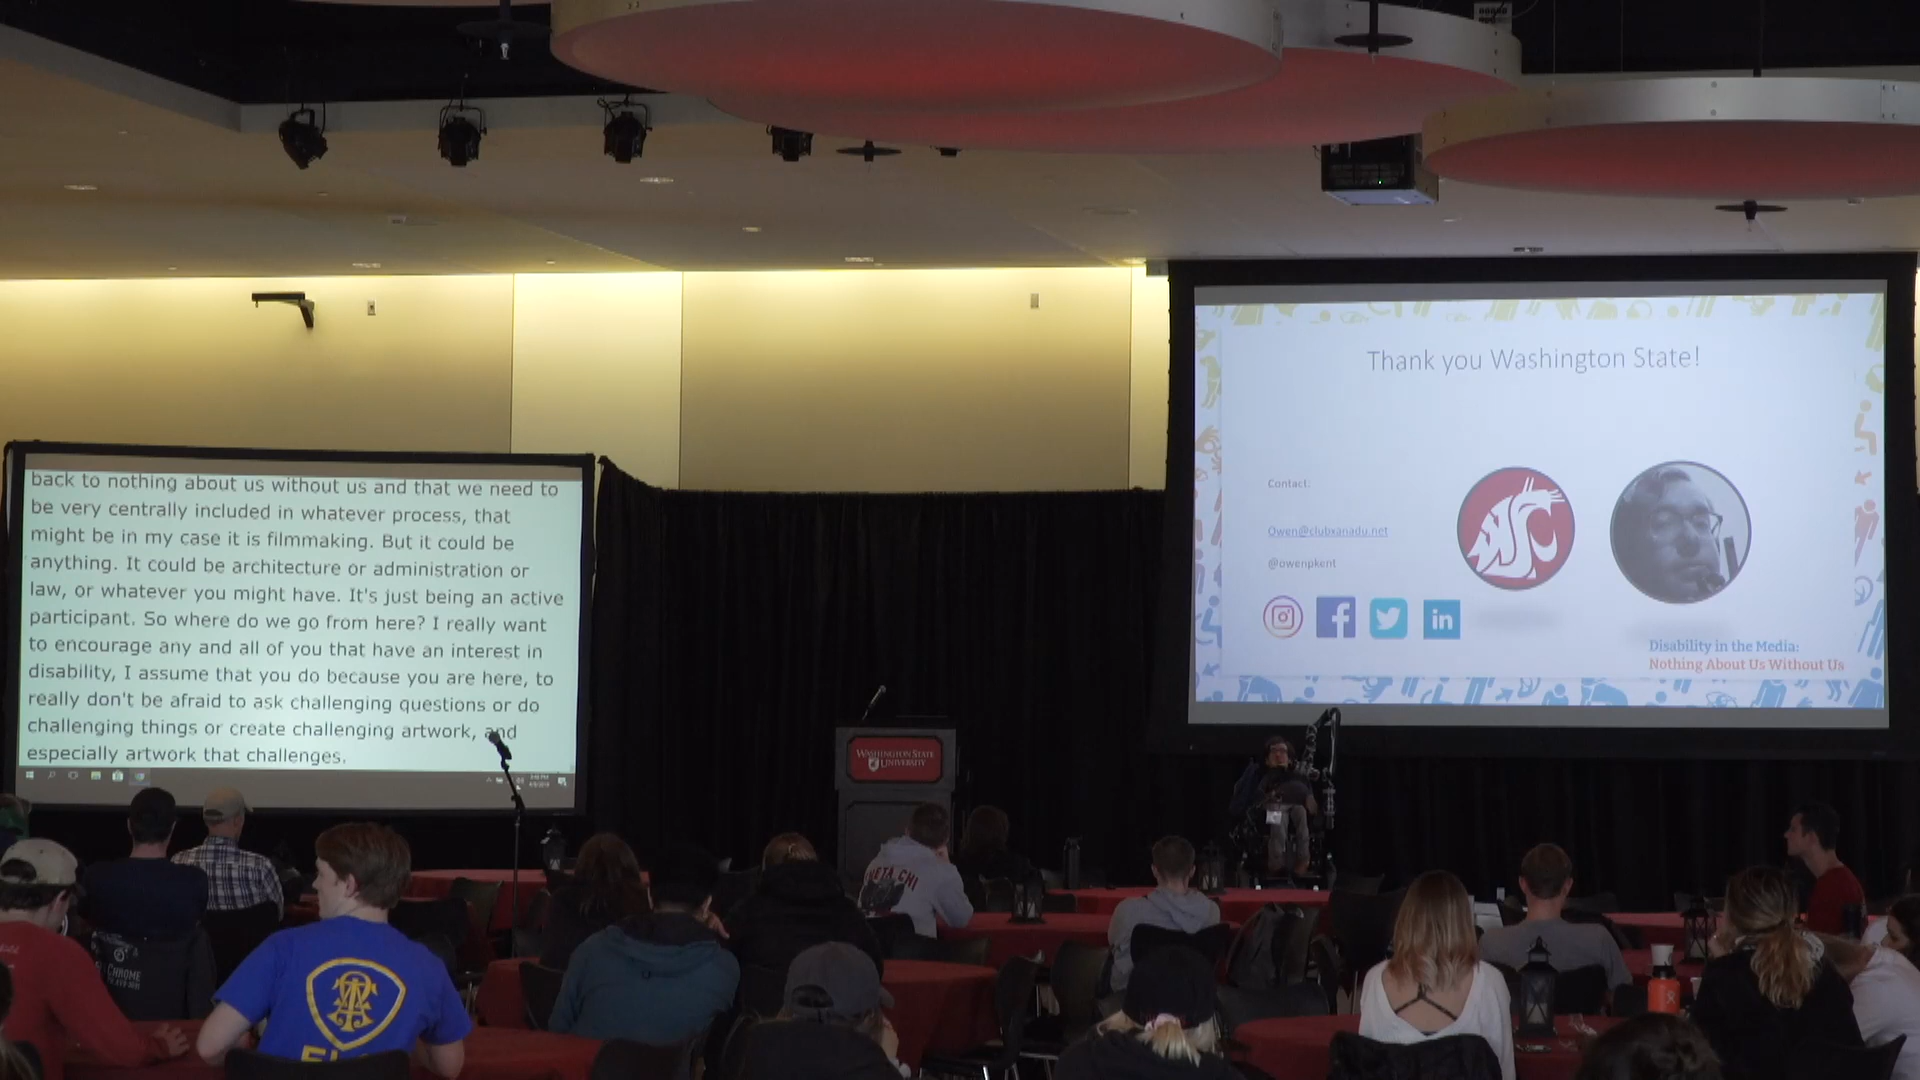 back to nothing about us without us and that we need to
be very centrally included in whatever process, that
might be in my case it is filmmaking. But it could be
anything. It could be architecture or administration or
law, or whatever you might have. It's just being an active
participant. So where do we go from here? I really want
to encourage any and all of you that have an interest in
disability, I assume that you do because you are here, to
really don't be afraid to ask challenging questions or do
challenging things or create challenging artwork, and
especially artwork that challenges.
Thank you Washington State!
Contact:
Owen@clubxanadu.net
@owenpkent
in
Disability in the Media:
Nothing About Us Without Us
WASHINGTON STATE
UNIVERSITY
CHI
CHROME